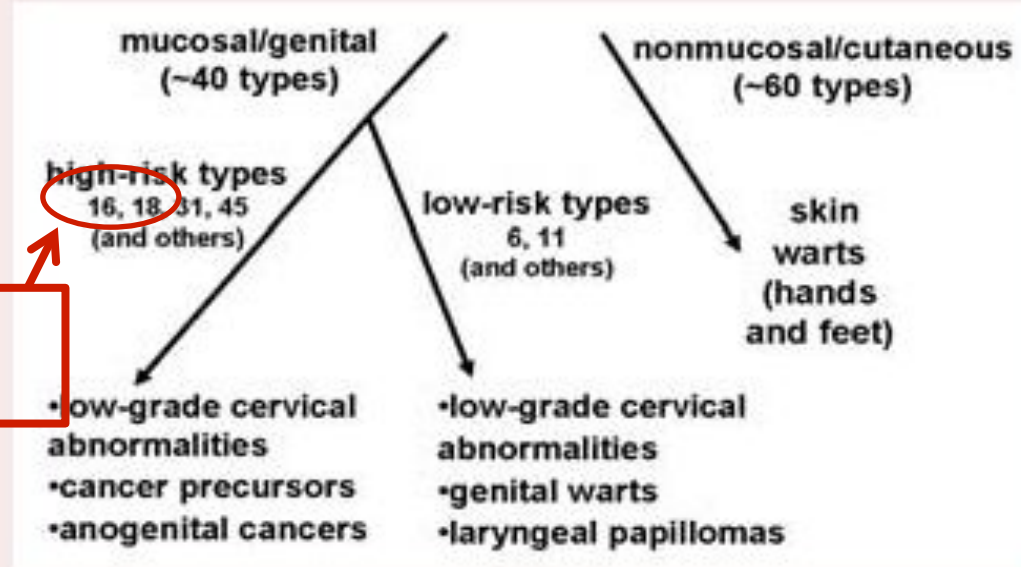 mucosal/genital
(~40 types)
nonmucosal/cutaneous
(~60 types)
high-risk types
16, 18, 31, 45
(and others)
low-risk types
6, 11
(and others)
skin
warts
(hands
and feet)
•low-grade cervical
abnormalities
•cancer precursors
•anogenital cancers
•low-grade cervical
abnormalities
•genital warts
•laryngeal papillomas